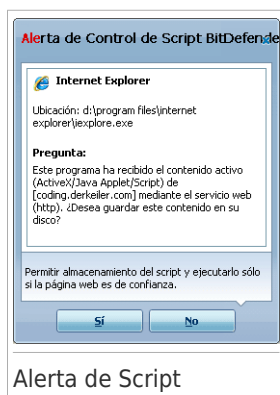 Alerta de Control de Script BitDefender
Internet Explorer
Ubicación: d:\program files\internet
explorer\iexplore.exe
Pregunta:
Este programa ha recibido el contenido activo
(ActiveX/Java Applet/Script) de
[coding.derkeiler.com] mediante el servicio web
(http). ¿Desea guardar este contenido en su
disco?
Permitir almacenamiento del script y ejecutarlo sólo
si la página web es de confianza.
Sí
No
Alerta de Script